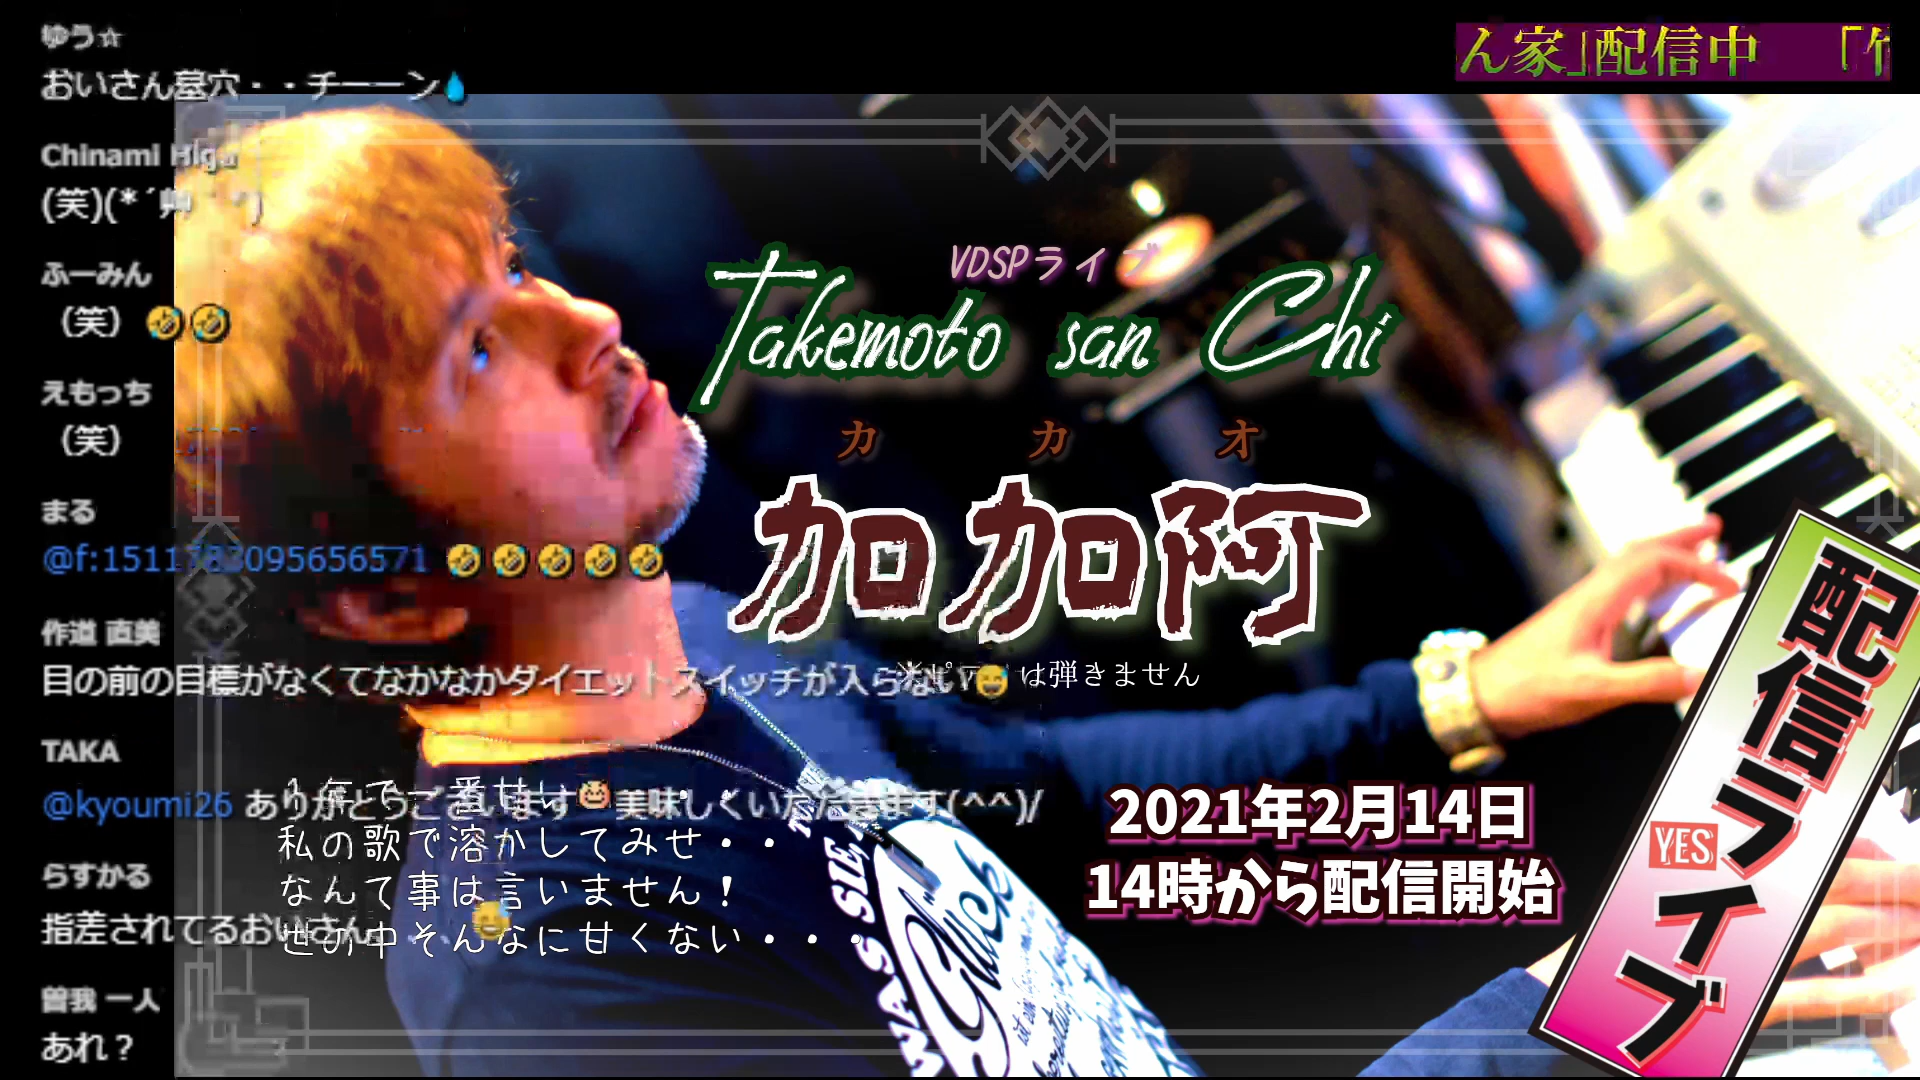 ゆう☆
おいさん墓穴・・チーーン💧
Chinami Higa
(笑)(*´艸｀*)
ふーみん
（笑）🤣🤣
えもっち
（笑）
まる
@f:1511783095656571 🤣🤣🤣🤣🤣
作道 直美
目の前の目標がなくてなかなかダイエットスイッチが入らない😅
TAKA
@kyoumi26 ありがとうございます 美味しくいただきます(^^)/
らすかる
指差されてるおいさん😅
曽我 一人
あれ？
ん家」配信中 「竹
VDSPライブ
Takemoto san Chi
カ カ オ
加加阿
は弾きません
私の歌で溶かしてみせ・・
なんて事は言いません！
世の中そんなに甘くない・・・
2021年2月14日
14時から配信開始
配信ライブ
YES
WAS SE
Glück